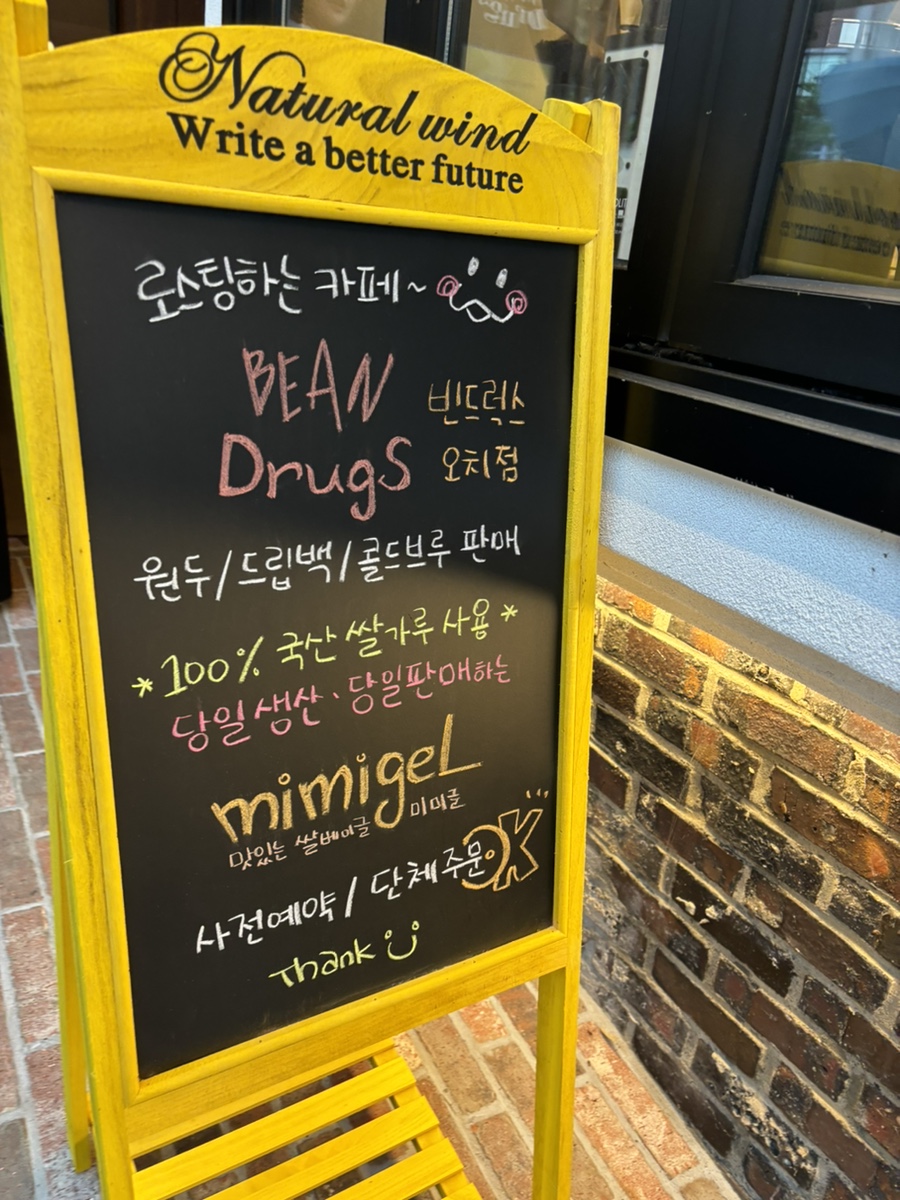 Natural wind
Write a better future
로스팅하는 카페~
BEAN
Drugs
빈드럭스
오치점
원두/드립백/콜드브루 판매
*100% 국산 쌀가루 사용*
당일생산·당일판매하는
mimigeL
맛있는 쌀베이글 미미글
사전예약/단체주문OK
Thank